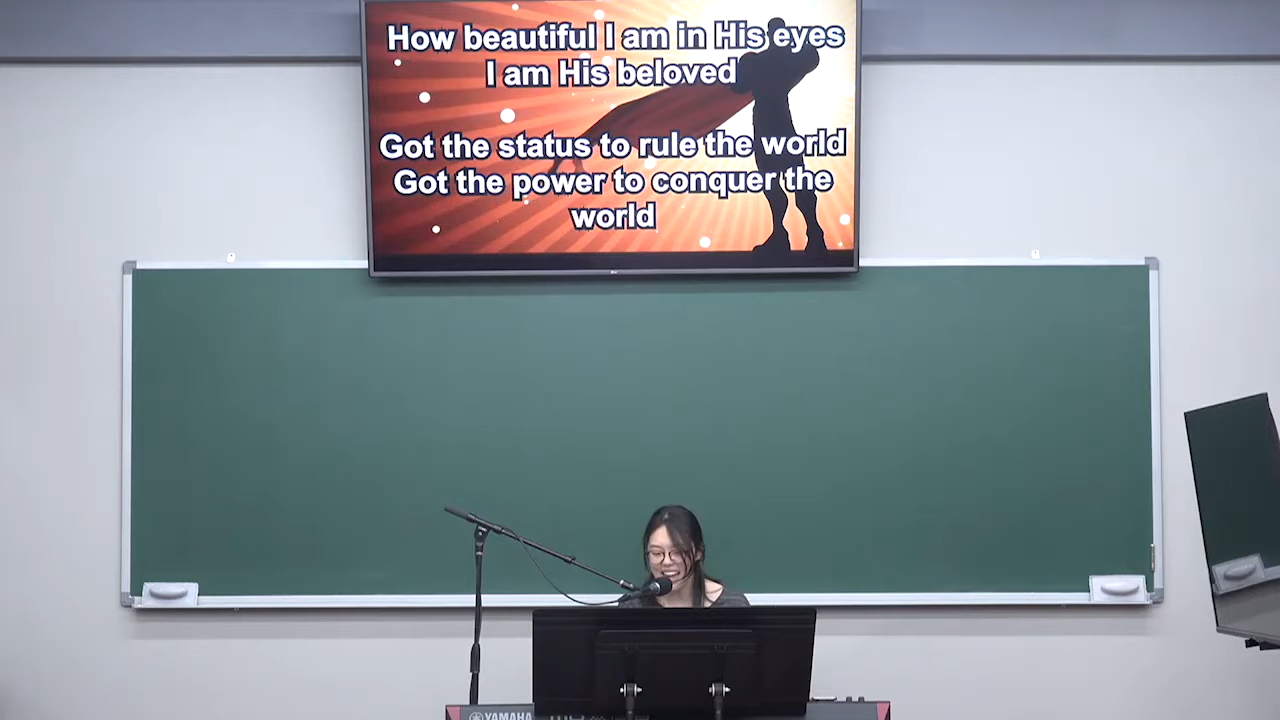 How beautiful I am in His eyes
I am His beloved
Got the status to rule the world
Got the power to conquer the
world
YAMAHA